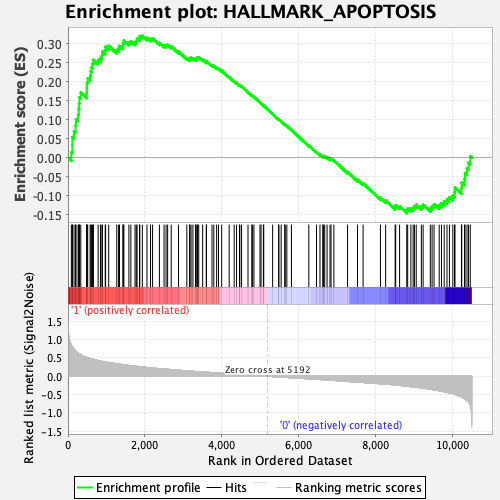 Enrichment plot: HALLMARK_APOPTOSIS
Enrichment score (ES)
0.30
0.25
0.20
0.15
0.10
0.05
0.00
-0.05
-0.10
-0.15
'1' (positively correlated)
Ranked list metric (Signal2Noise)
1.5
1.0
0.5
0.0
-0.5
-1.0
-1.5
Zero cross at 5192
'0' (negatively correlated)
0 2,000 4,000 6,000 8,000 10,000
Rank in Ordered Dataset
Enrichment profile Hits Ranking metric scores